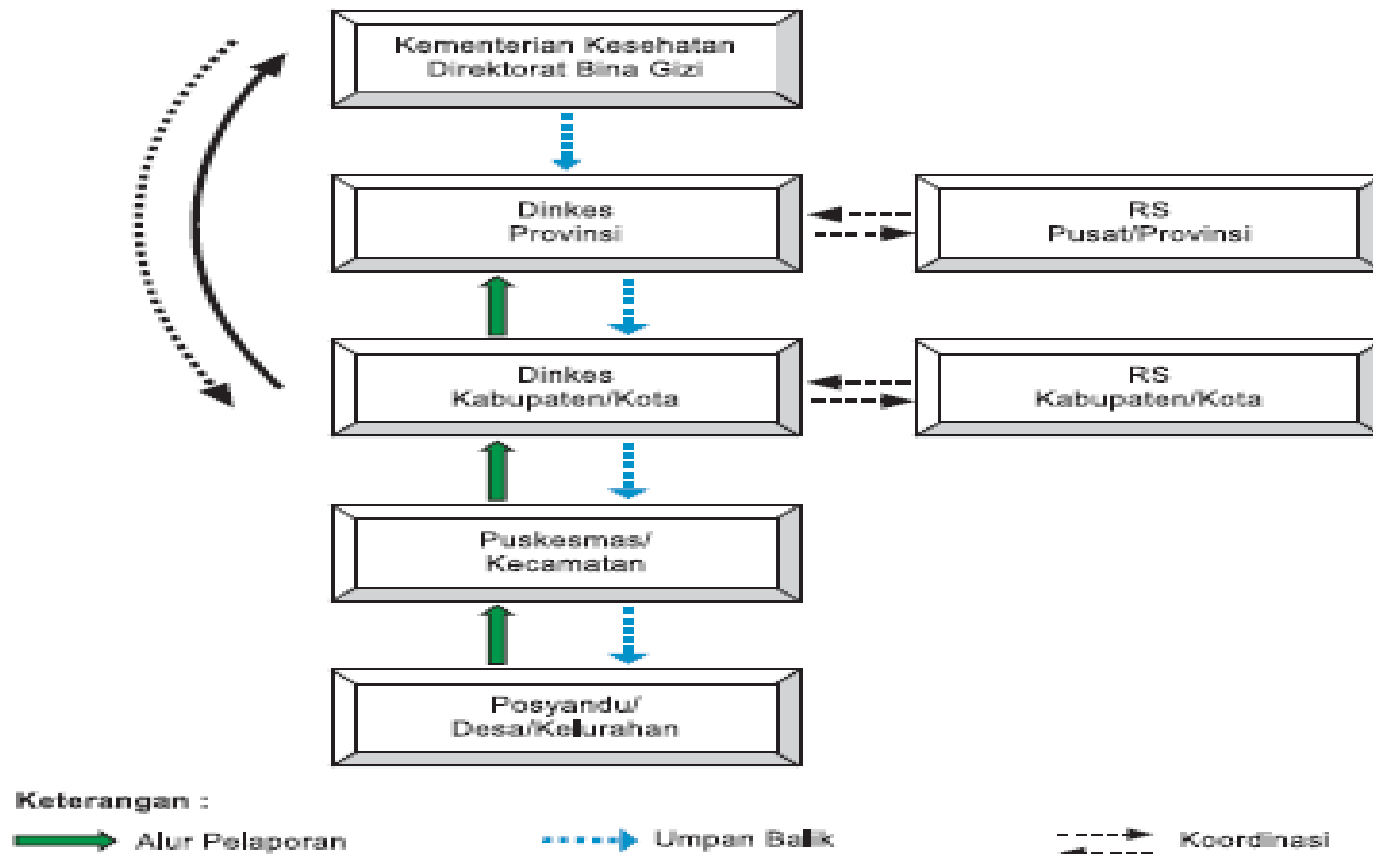 Kementerian Kesehatan
Direktorat Bina Gizi
Dinkes
Provinsi
RS
Pusat/Provinsi
Dinkes
Kabupaten/Kota
RS
Kabupaten/Kota
Puskesmas/
Kecamatan
Posyandu/
Desa/Kelurahan
Keterangan :
Alur Pelaporan
Umpan Balik
Koordinasi